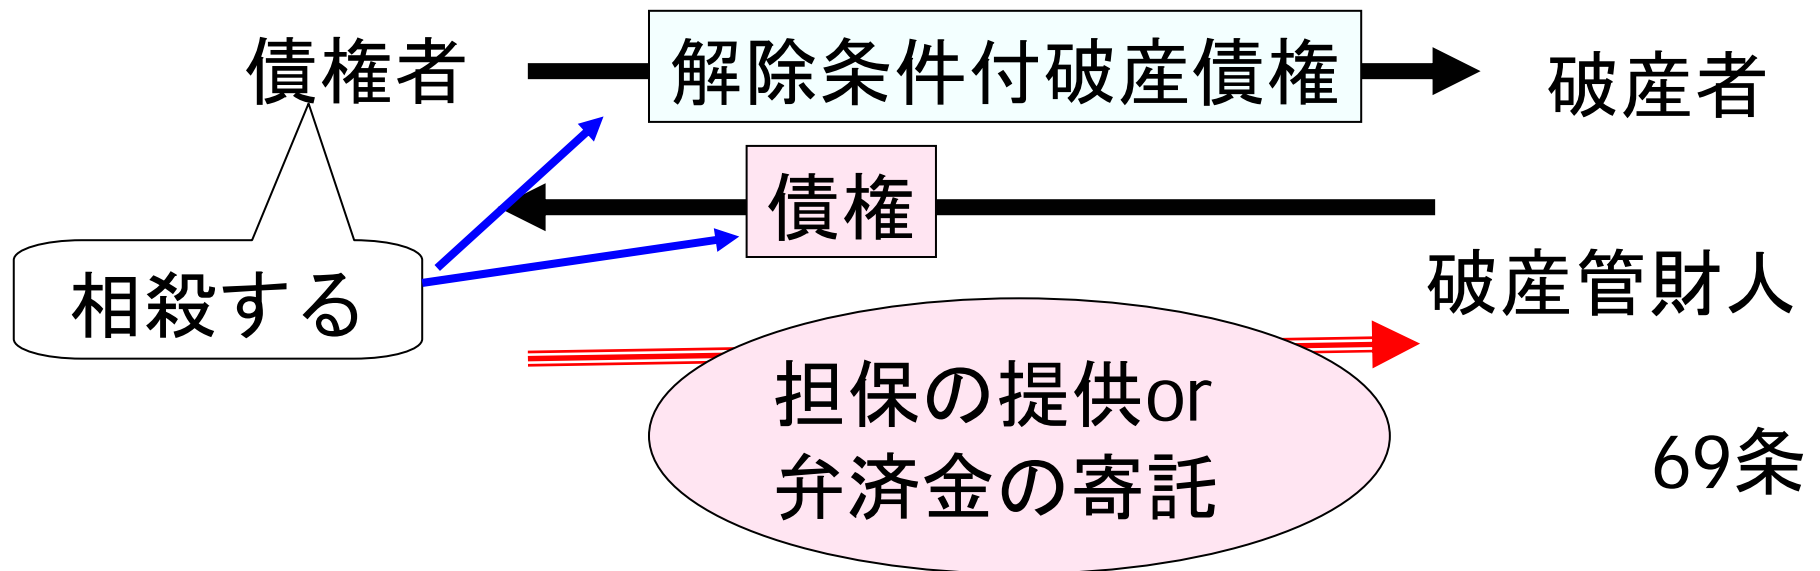 債権者
解除条件付破産債権
破産者
債権
相殺する
破産管財人
担保の提供or
弁済金の寄託
69条